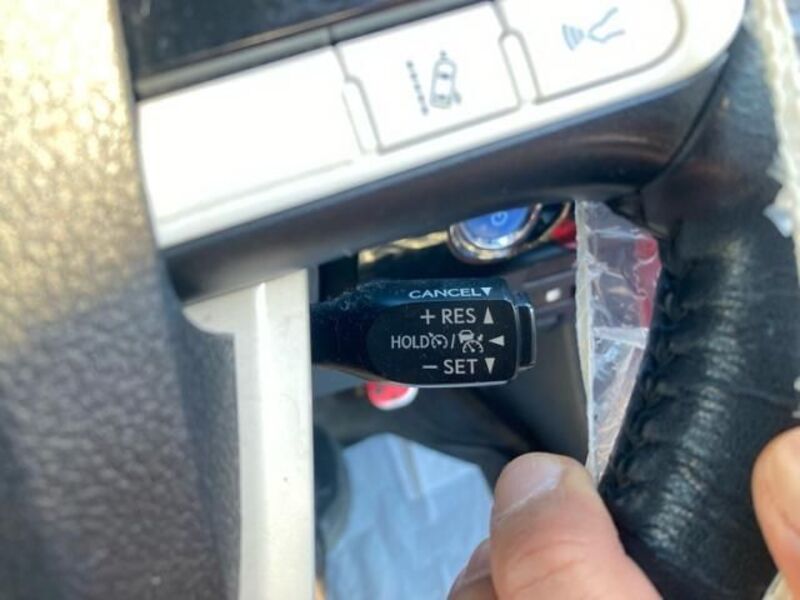 CANCEL▼
+ RES ▲
HOLD / ◀
− SET ▼